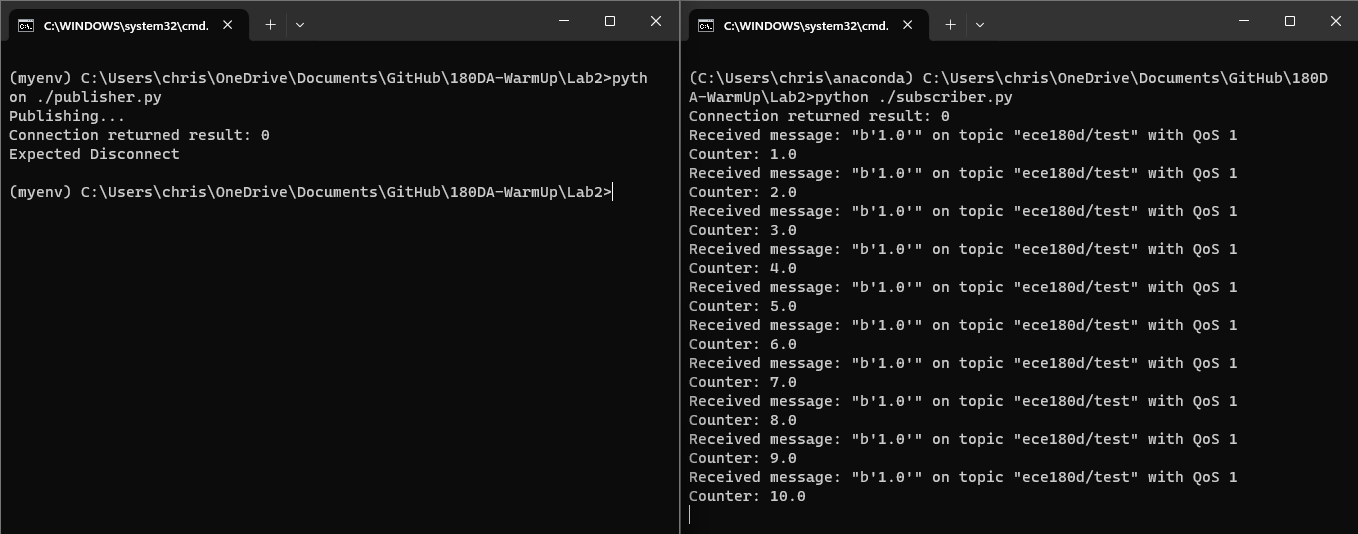 C:\WINDOWS\system32\cmd.
(myenv) C:\Users\chris\OneDrive\Documents\GitHub\180DA-WarmUp\Lab2>pyth
on ./publisher.py
Publishing...
Connection returned result: 0
Expected Disconnect
(myenv) C:\Users\chris\OneDrive\Documents\GitHub\180DA-WarmUp\Lab2>
C:\WINDOWS\system32\cmd.
(C:\Users\chris\anaconda) C:\Users\chris\OneDrive\Documents\GitHub\180D
A-WarmUp\Lab2>python ./subscriber.py
Connection returned result: 0
Received message: "b'1.0'" on topic "ece180d/test" with QoS 1
Counter: 1.0
Received message: "b'1.0'" on topic "ece180d/test" with QoS 1
Counter: 2.0
Received message: "b'1.0'" on topic "ece180d/test" with QoS 1
Counter: 3.0
Received message: "b'1.0'" on topic "ece180d/test" with QoS 1
Counter: 4.0
Received message: "b'1.0'" on topic "ece180d/test" with QoS 1
Counter: 5.0
Received message: "b'1.0'" on topic "ece180d/test" with QoS 1
Counter: 6.0
Received message: "b'1.0'" on topic "ece180d/test" with QoS 1
Counter: 7.0
Received message: "b'1.0'" on topic "ece180d/test" with QoS 1
Counter: 8.0
Received message: "b'1.0'" on topic "ece180d/test" with QoS 1
Counter: 9.0
Received message: "b'1.0'" on topic "ece180d/test" with QoS 1
Counter: 10.0